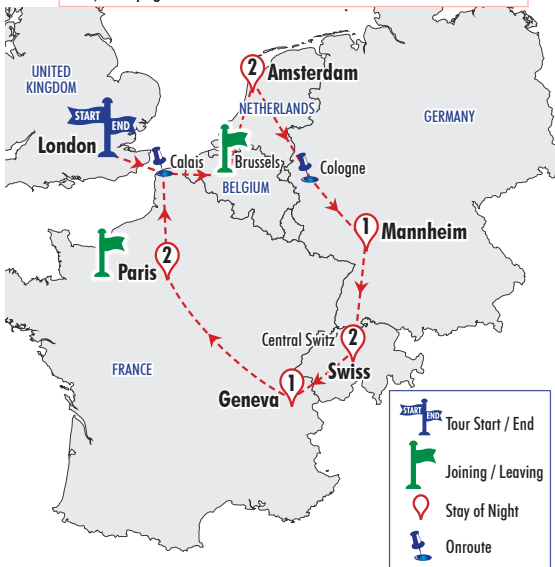 UNITED
KINGDOM
START
END
London
Calais
2
Amsterdam
NETHERLANDS
Brussels
BELGIUM
GERMANY
Cologne
1
Mannheim
Paris
2
FRANCE
Central Switz
2
Swiss
1
Geneva
START
END
Tour Start / End
Joining / Leaving
Stay of Night
Onroute